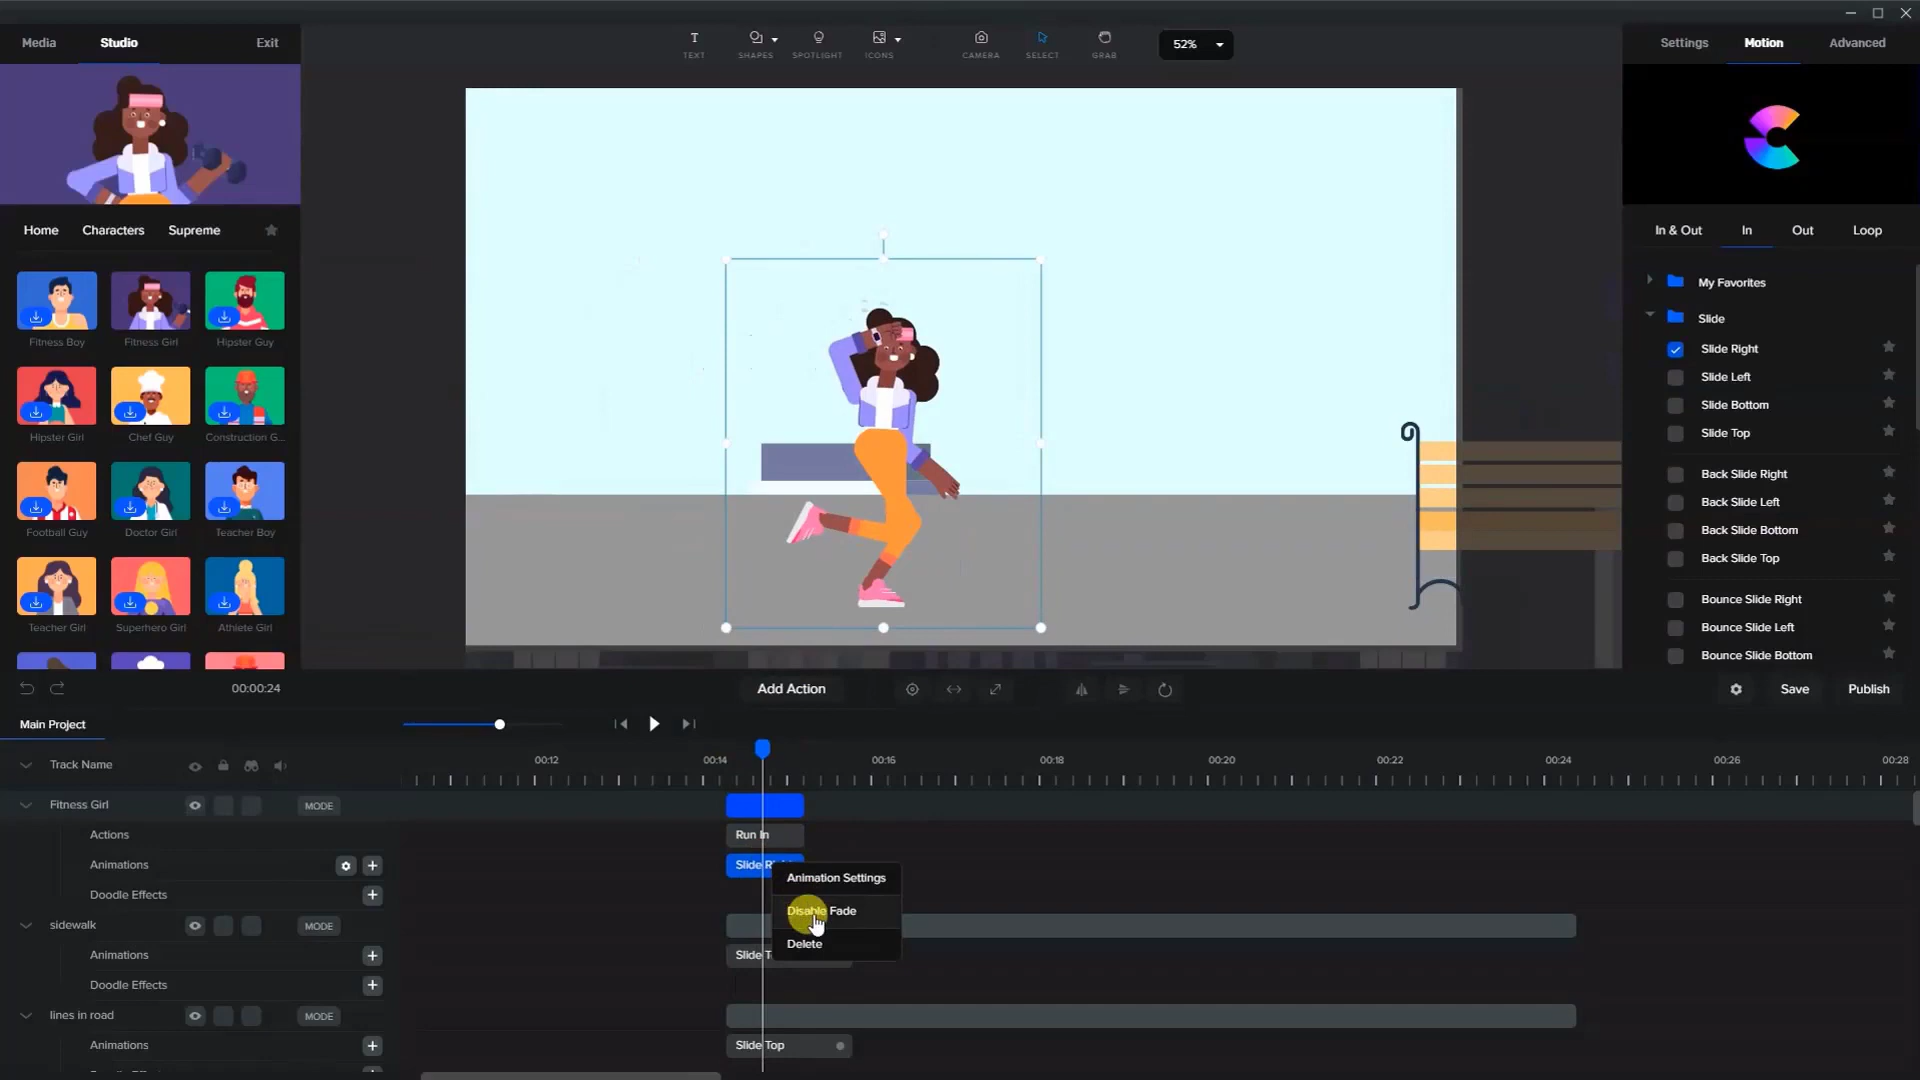 Media
Studio
Exit
TEXT
SHAPES
SPOTLIGHT
ICONS
CAMERA
SELECT
GRAB
52%
Settings
Motion
Advanced
Home
Characters
Supreme
In & Out
In
Out
Loop
Fitness Boy
Fitness Girl
Hipster Guy
Hipster Girl
Chef Guy
Construction G...
Football Guy
Doctor Girl
Teacher Boy
Teacher Girl
Superhero Girl
Athlete Girl
My Favorites
Slide
Slide Right
Slide Left
Slide Bottom
Slide Top
Back Slide Right
Back Slide Left
Back Slide Bottom
Back Slide Top
Bounce Slide Right
Bounce Slide Left
Bounce Slide Bottom
00:00:24
Add Action
Save
Publish
Main Project
Track Name
00:12
00:14
00:16
00:18
00:20
00:22
00:24
00:26
00:28
Fitness Girl
MODE
Actions
Run In
Animations
Slide R
Animation Settings
Disable Fade
Delete
Doodle Effects
sidewalk
MODE
Animations
Slide T
Doodle Effects
lines in road
MODE
Animations
Slide Top